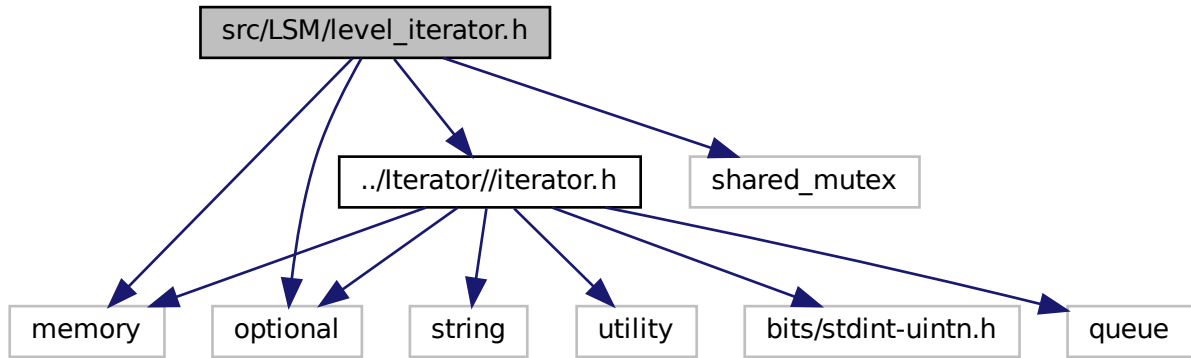 src/LSM/level_iterator.h
../Iterator//iterator.h
shared_mutex
memory
optional
string
utility
bits/stdint-uintn.h
queue